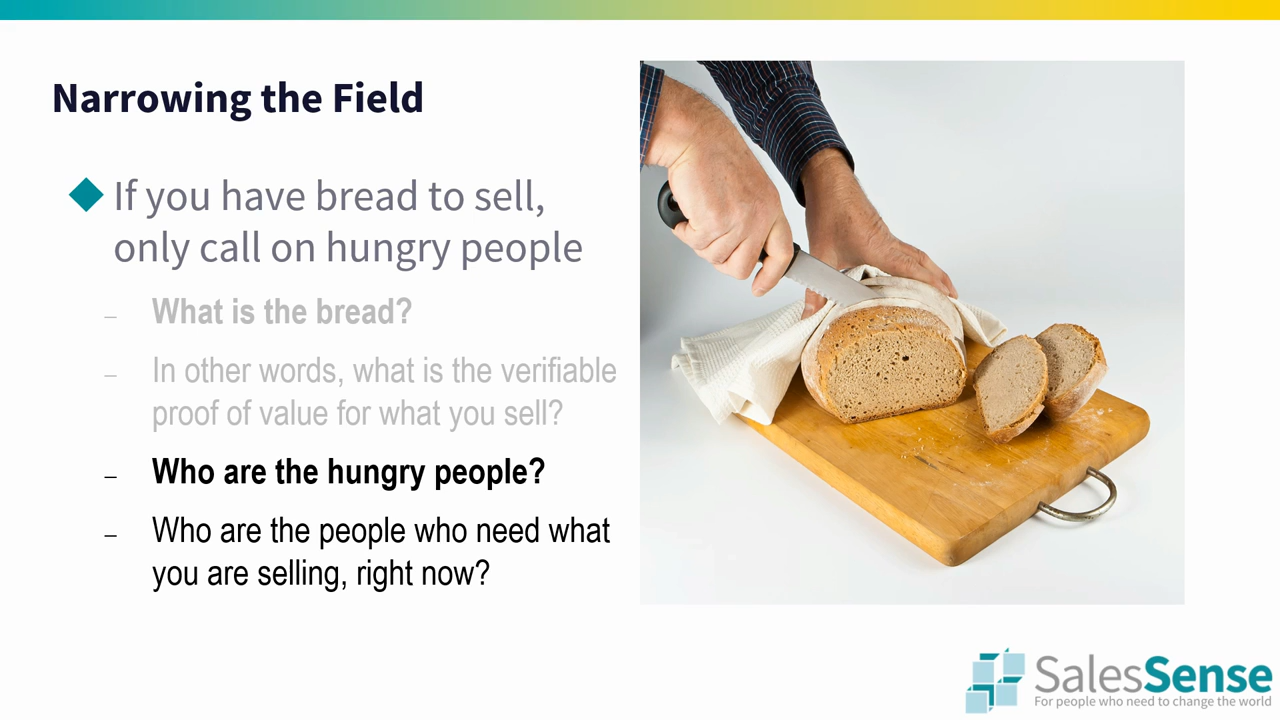 Narrowing the Field
If you have bread to sell,
only call on hungry people
– What is the bread?
– In other words, what is the verifiable
proof of value for what you sell?
– Who are the hungry people?
– Who are the people who need what
you are selling, right now?
SalesSense
For people who need to change the world